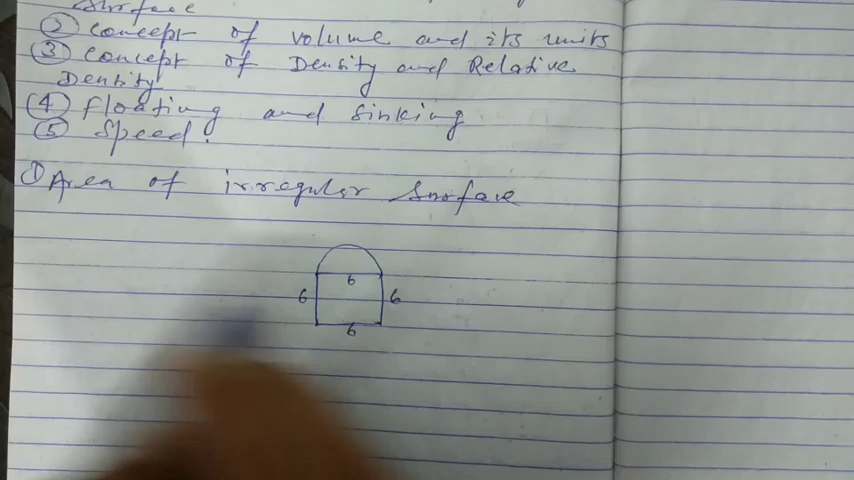 Surface
② Concept of volume and its units
③ Concept of Density and Relative
Density
④ floating and sinking
⑤ Speed.
① Area of irregular Surface
6
6 6
6